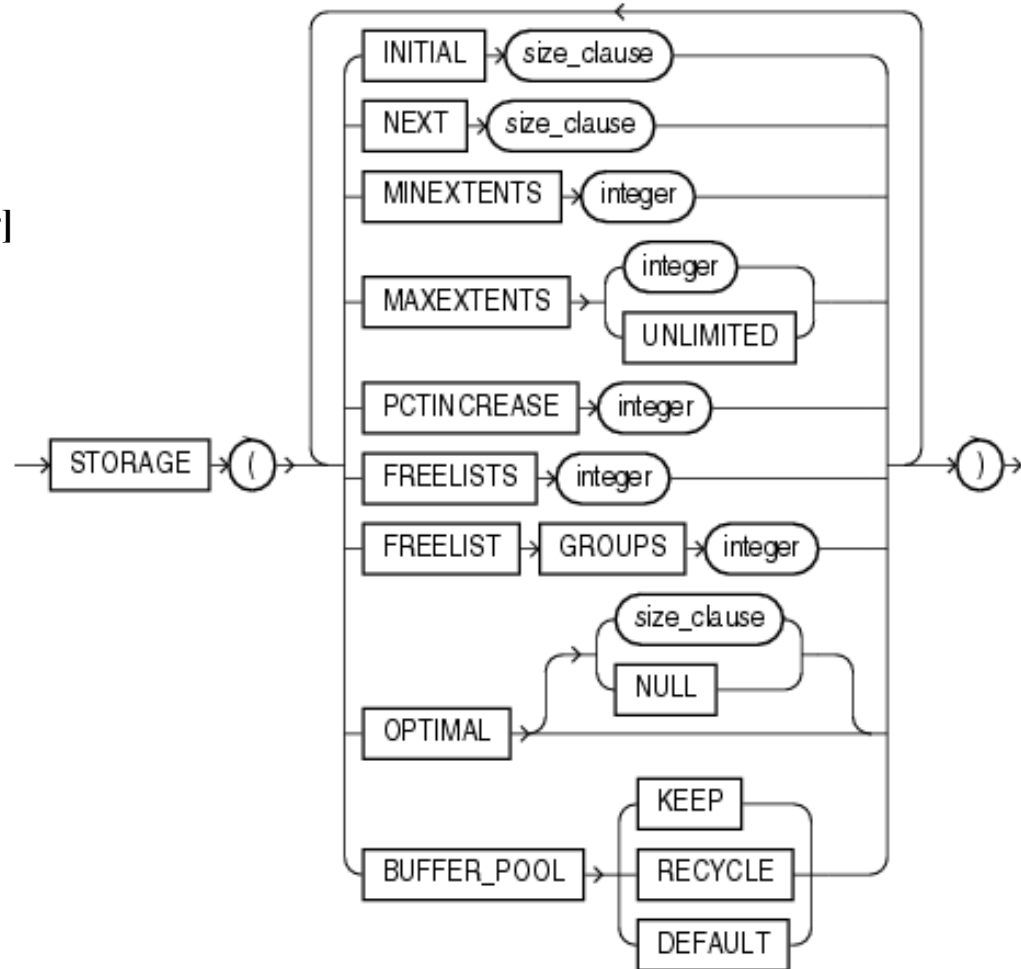 INITIAL size_clause
NEXT size_clause
MINEXTENTS integer
]
integer
MAXEXTENTS
UNLIMITED
PCTINCREASE integer
STORAGE ( )
FREELISTS integer
FREELIST GROUPS integer
size_clause
NULL
OPTIMAL
KEEP
BUFFER_POOL RECYCLE
DEFAULT